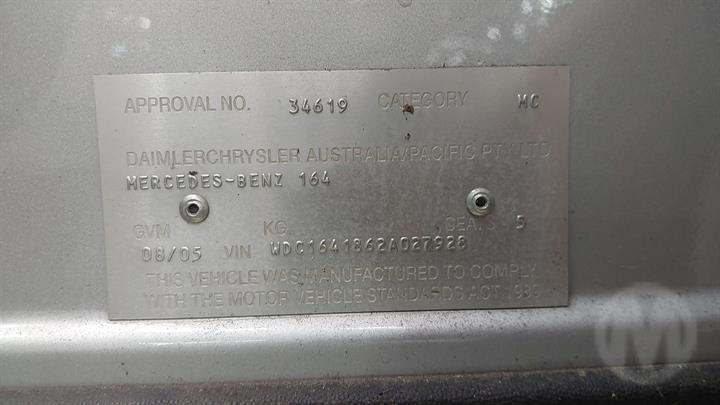 APPROVAL NO. 34619 CATEGORY MC
DAIMLERCHRYSLER AUSTRALIA/PACIFIC PTY LTD
MERCEDES-BENZ 164
GVM KG SEATS 5
08/05 VIN WDC1641862A027928
THIS VEHICLE WAS MANUFACTURED TO COMPLY
WITH THE MOTOR VEHICLE STANDARDS ACT 1989
M